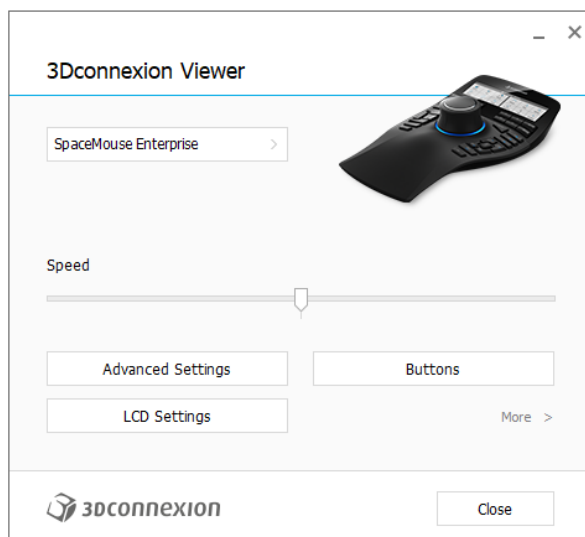 3Dconnexion Viewer
SpaceMouse Enterprise >
Speed
Advanced Settings
Buttons
LCD Settings
More >
3Dconnexion
Close